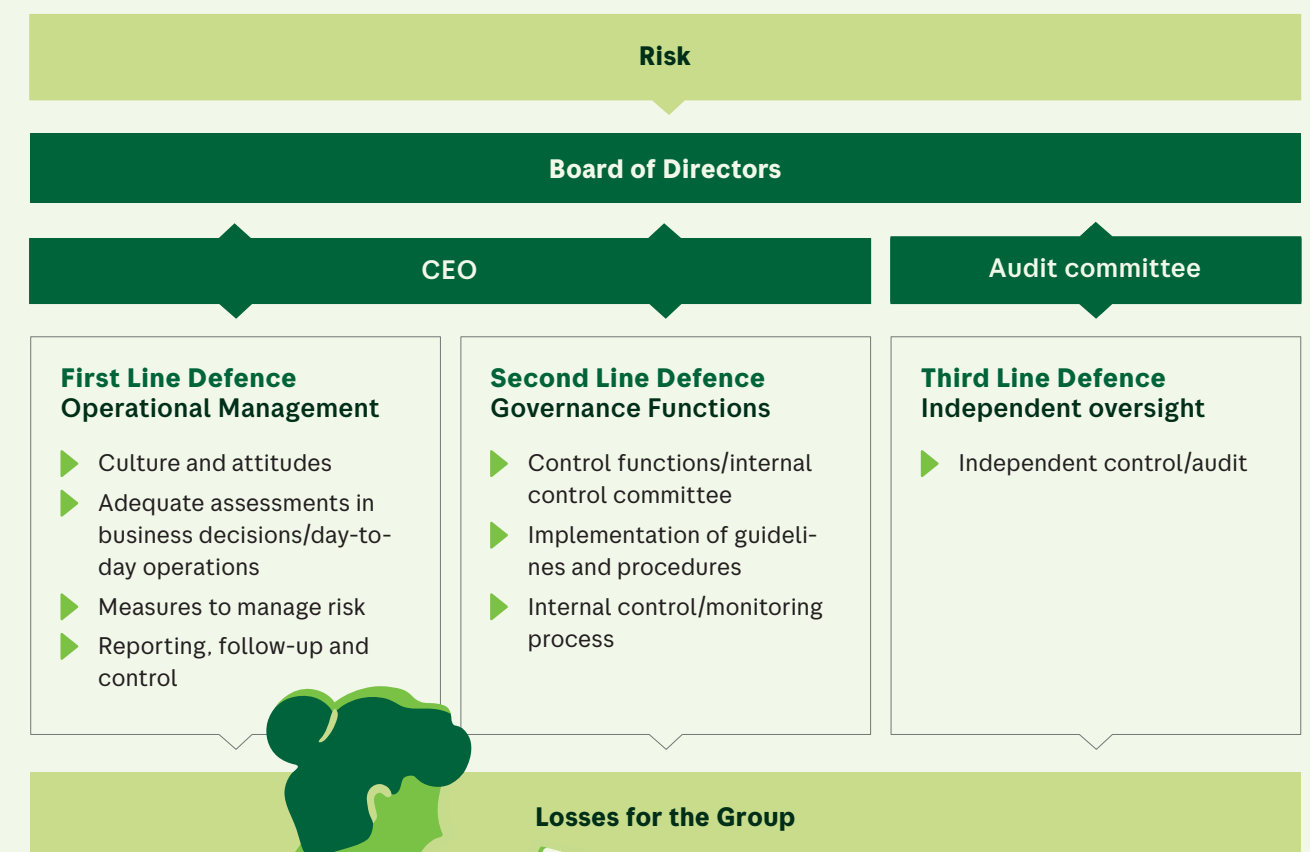 Risk
Board of Directors
CEO
Audit committee
First Line Defence
Operational Management
Culture and attitudes
Adequate assessments in
business decisions/day-to-
day operations
Measures to manage risk
Reporting, follow-up and
control
Second Line Defence
Governance Functions
Control functions/internal
control committee
Implementation of guideli-
nes and procedures
Internal control/monitoring
process
Third Line Defence
Independent oversight
Independent control/audit
Losses for the Group